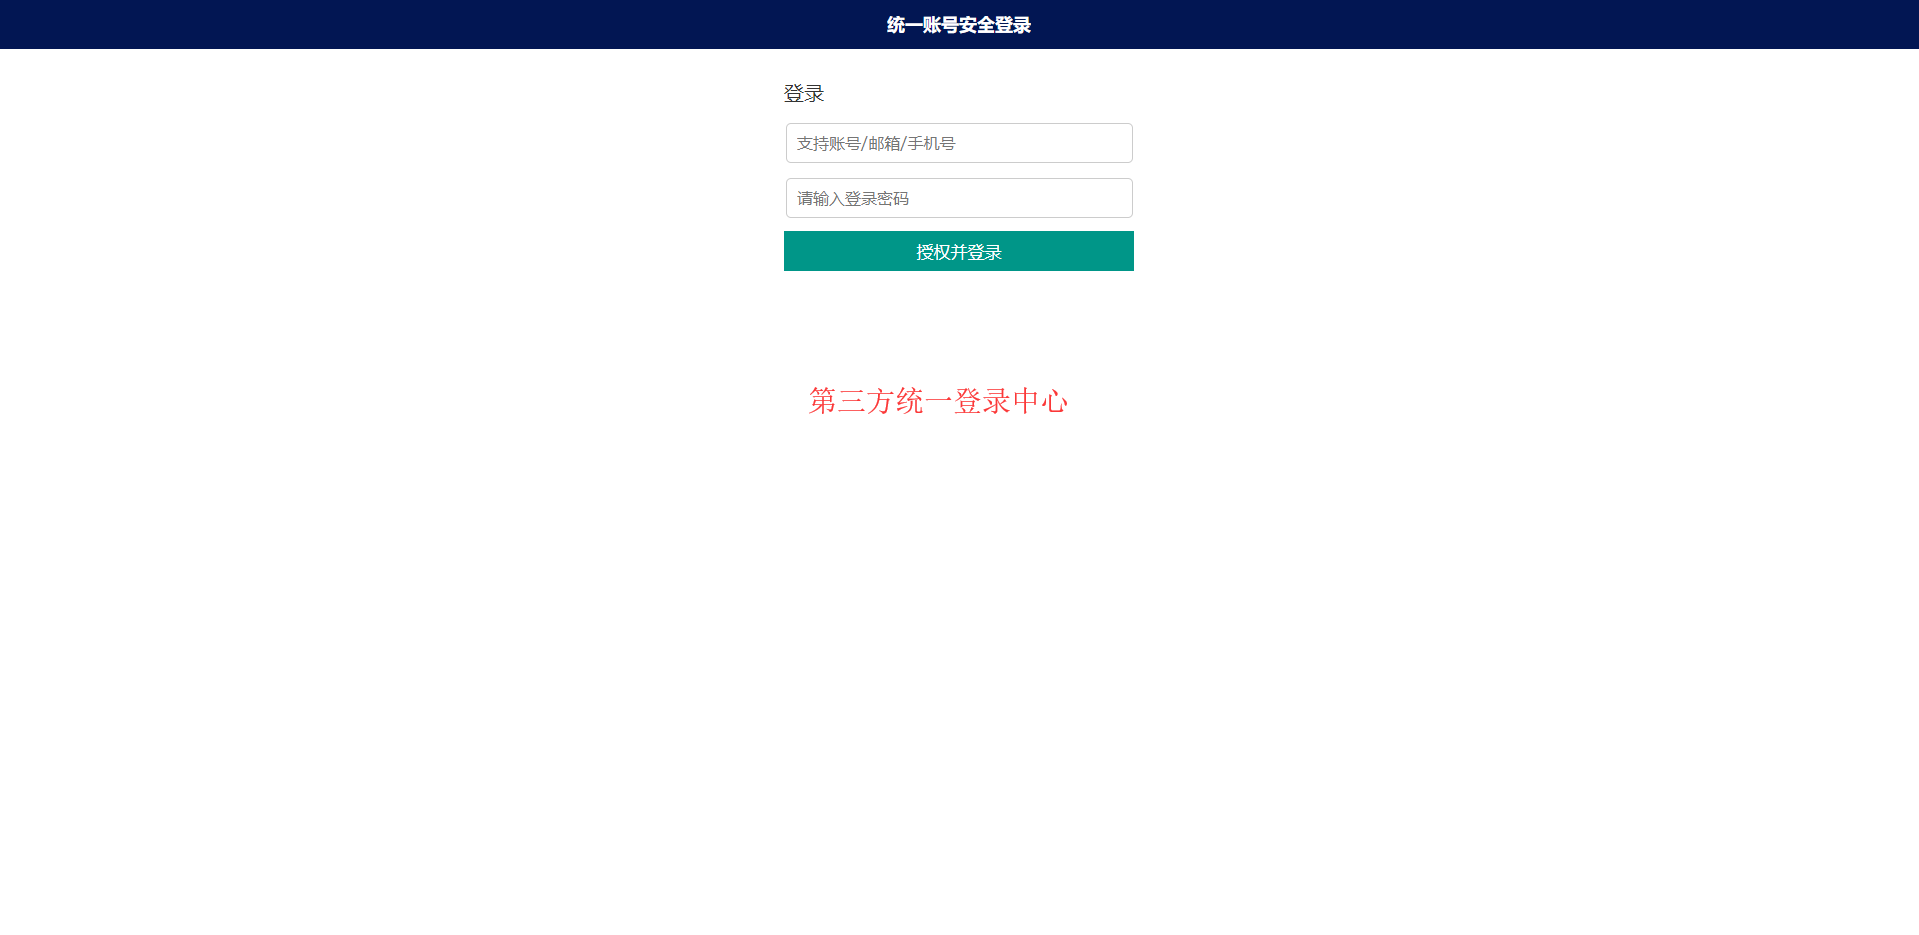 统一账号安全登录
登录
支持账号/邮箱/手机号
请输入登录密码
授权并登录
第三方统一登录中心